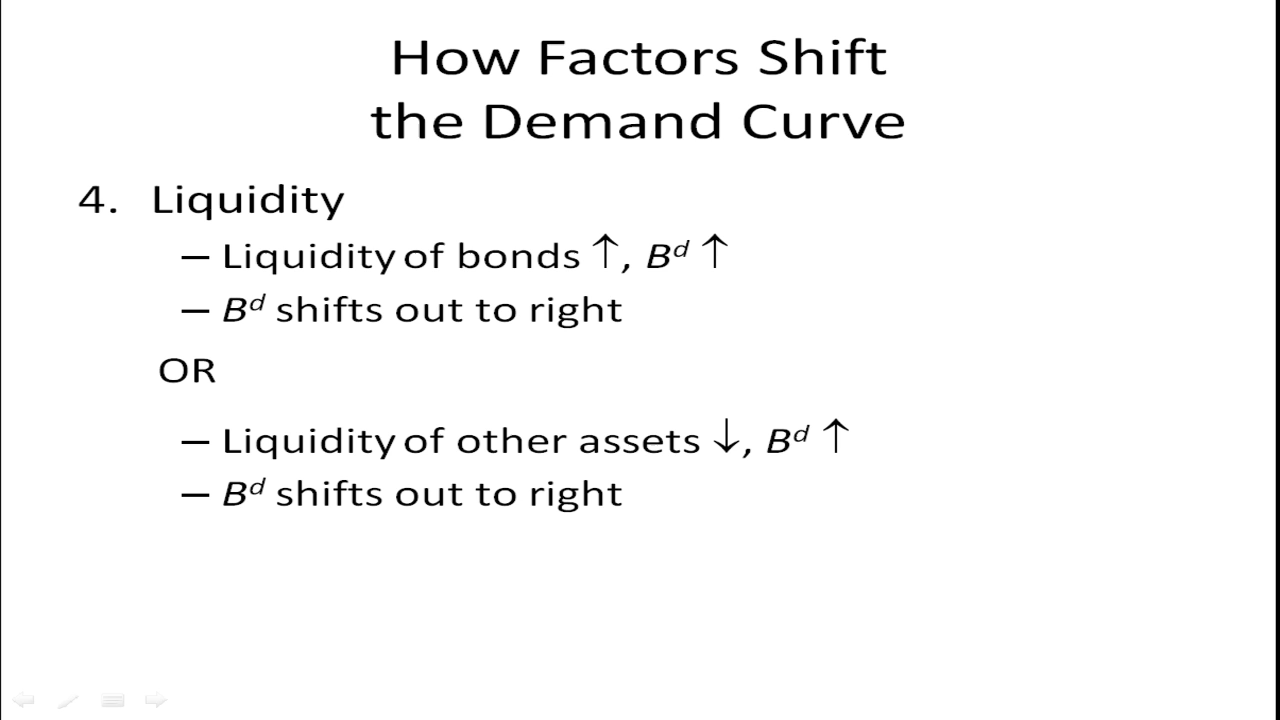 How Factors Shift
the Demand Curve
4. Liquidity
– Liquidity of bonds ↑, Bᵈ ↑
– Bᵈ shifts out to right
OR
– Liquidity of other assets ↓, Bᵈ ↑
– Bᵈ shifts out to right